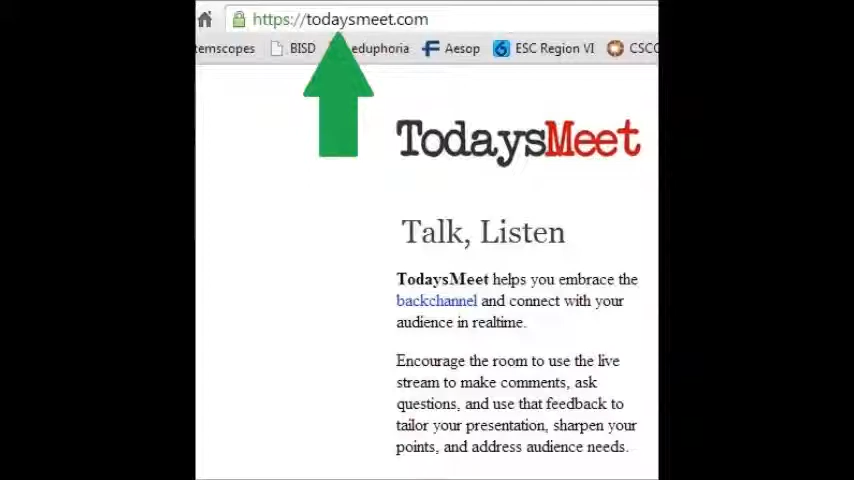 https://todaysmeet.com
temscopes BISD eduphoria Aesop ESC Region VI CSCO
TodaysMeet
Talk, Listen
TodaysMeet helps you embrace the
backchannel and connect with your
audience in realtime.
Encourage the room to use the live
stream to make comments, ask
questions, and use that feedback to
tailor your presentation, sharpen your
points, and address audience needs.